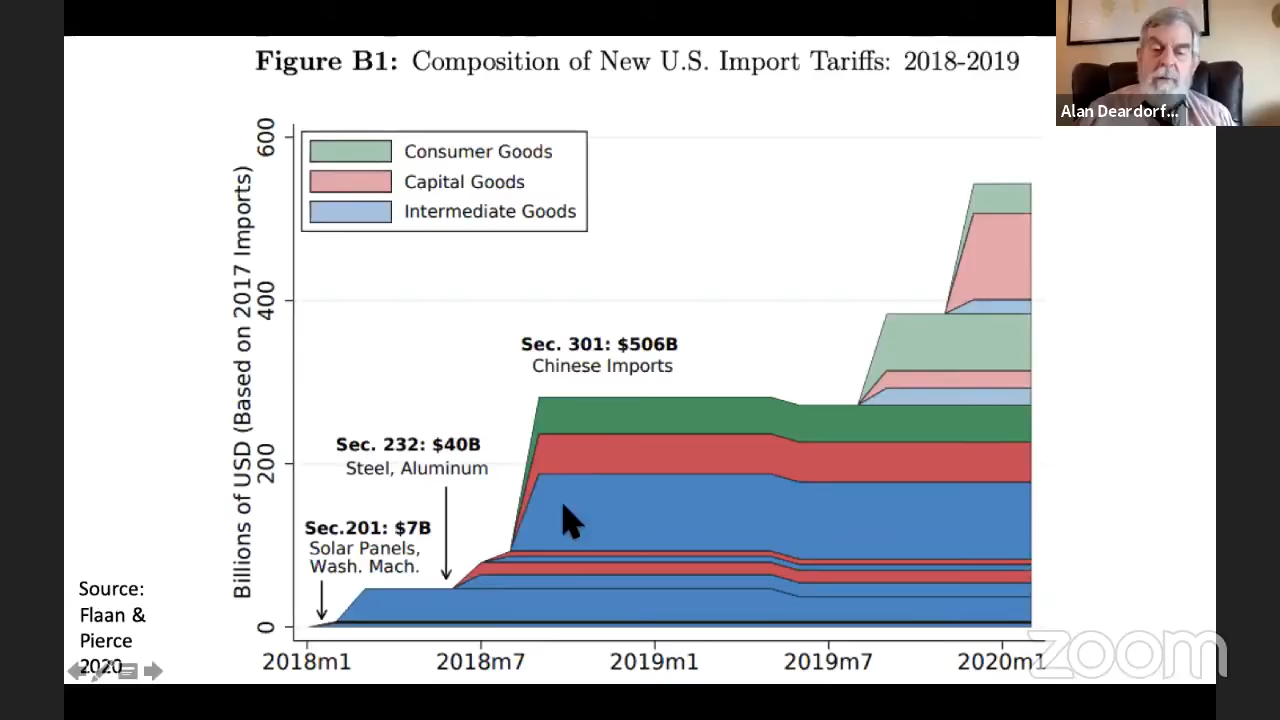 Figure B1: Composition of New U.S. Import Tariffs: 2018-2019
Alan Deardorf...
Billions of USD (Based on 2017 Imports)
600
400
200
0
Consumer Goods
Capital Goods
Intermediate Goods
Sec. 301: $506B
Chinese Imports
Sec. 232: $40B
Steel, Aluminum
Sec.201: $7B
Solar Panels,
Wash. Mach.
2018m1
2018m7
2019m1
2019m7
2020m1
Source:
Flaan &
Pierce
2020
zoom